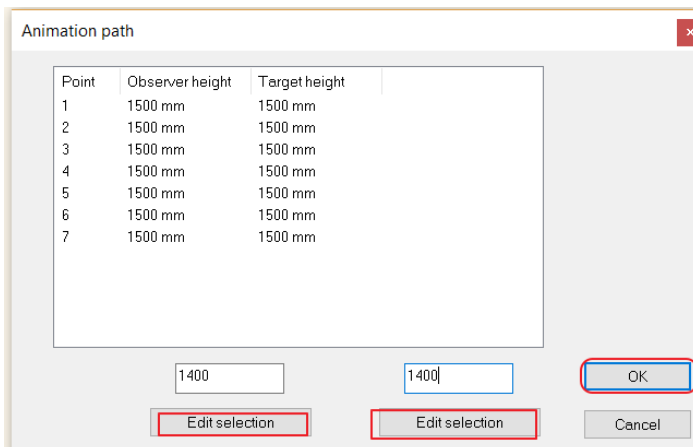 Animation path
Point Observer height Target height
1 1500 mm 1500 mm
2 1500 mm 1500 mm
3 1500 mm 1500 mm
4 1500 mm 1500 mm
5 1500 mm 1500 mm
6 1500 mm 1500 mm
7 1500 mm 1500 mm
1400 1400 OK
Edit selection Edit selection Cancel